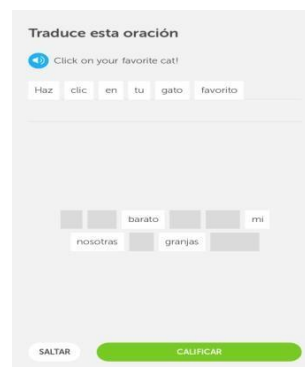 Traduce esta oración
Click on your favorite cat!
Haz clic en tu gato favorito
barato mi
nosotras granjas
SALTAR CALIFICAR